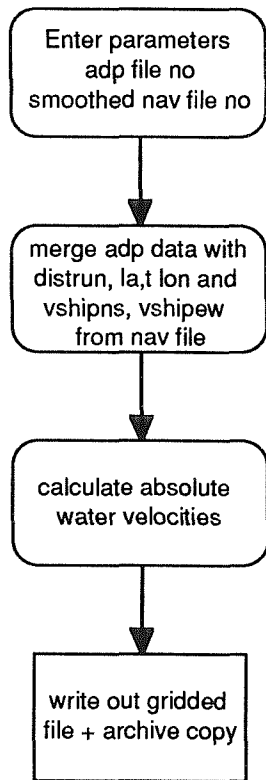 Enter parameters
adp file no
smoothed nav file no
merge adp data with
distrun, la,t lon and
vshipns, vshipew
from nav file
calculate absolute
water velocities
write out gridded
file + archive copy